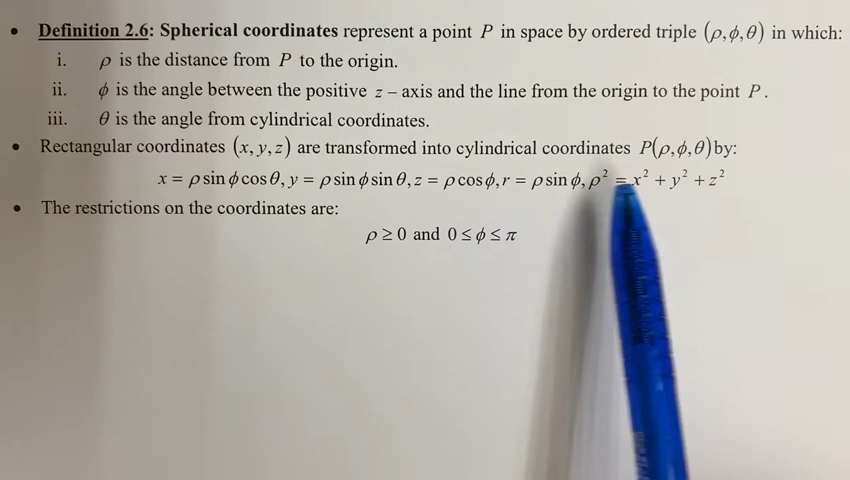 • Definition 2.6: Spherical coordinates represent a point P in space by ordered triple (ρ,ϕ,θ) in which:
i. ρ is the distance from P to the origin.
ii. ϕ is the angle between the positive z – axis and the line from the origin to the point P.
iii. θ is the angle from cylindrical coordinates.
• Rectangular coordinates (x,y,z) are transformed into cylindrical coordinates P(ρ,ϕ,θ) by:
x = ρ sin ϕ cos θ, y = ρ sin ϕ sin θ, z = ρ cos ϕ, r = ρ sin ϕ, ρ² = x² + y² + z²
• The restrictions on the coordinates are:
ρ ≥ 0 and 0 ≤ ϕ ≤ π